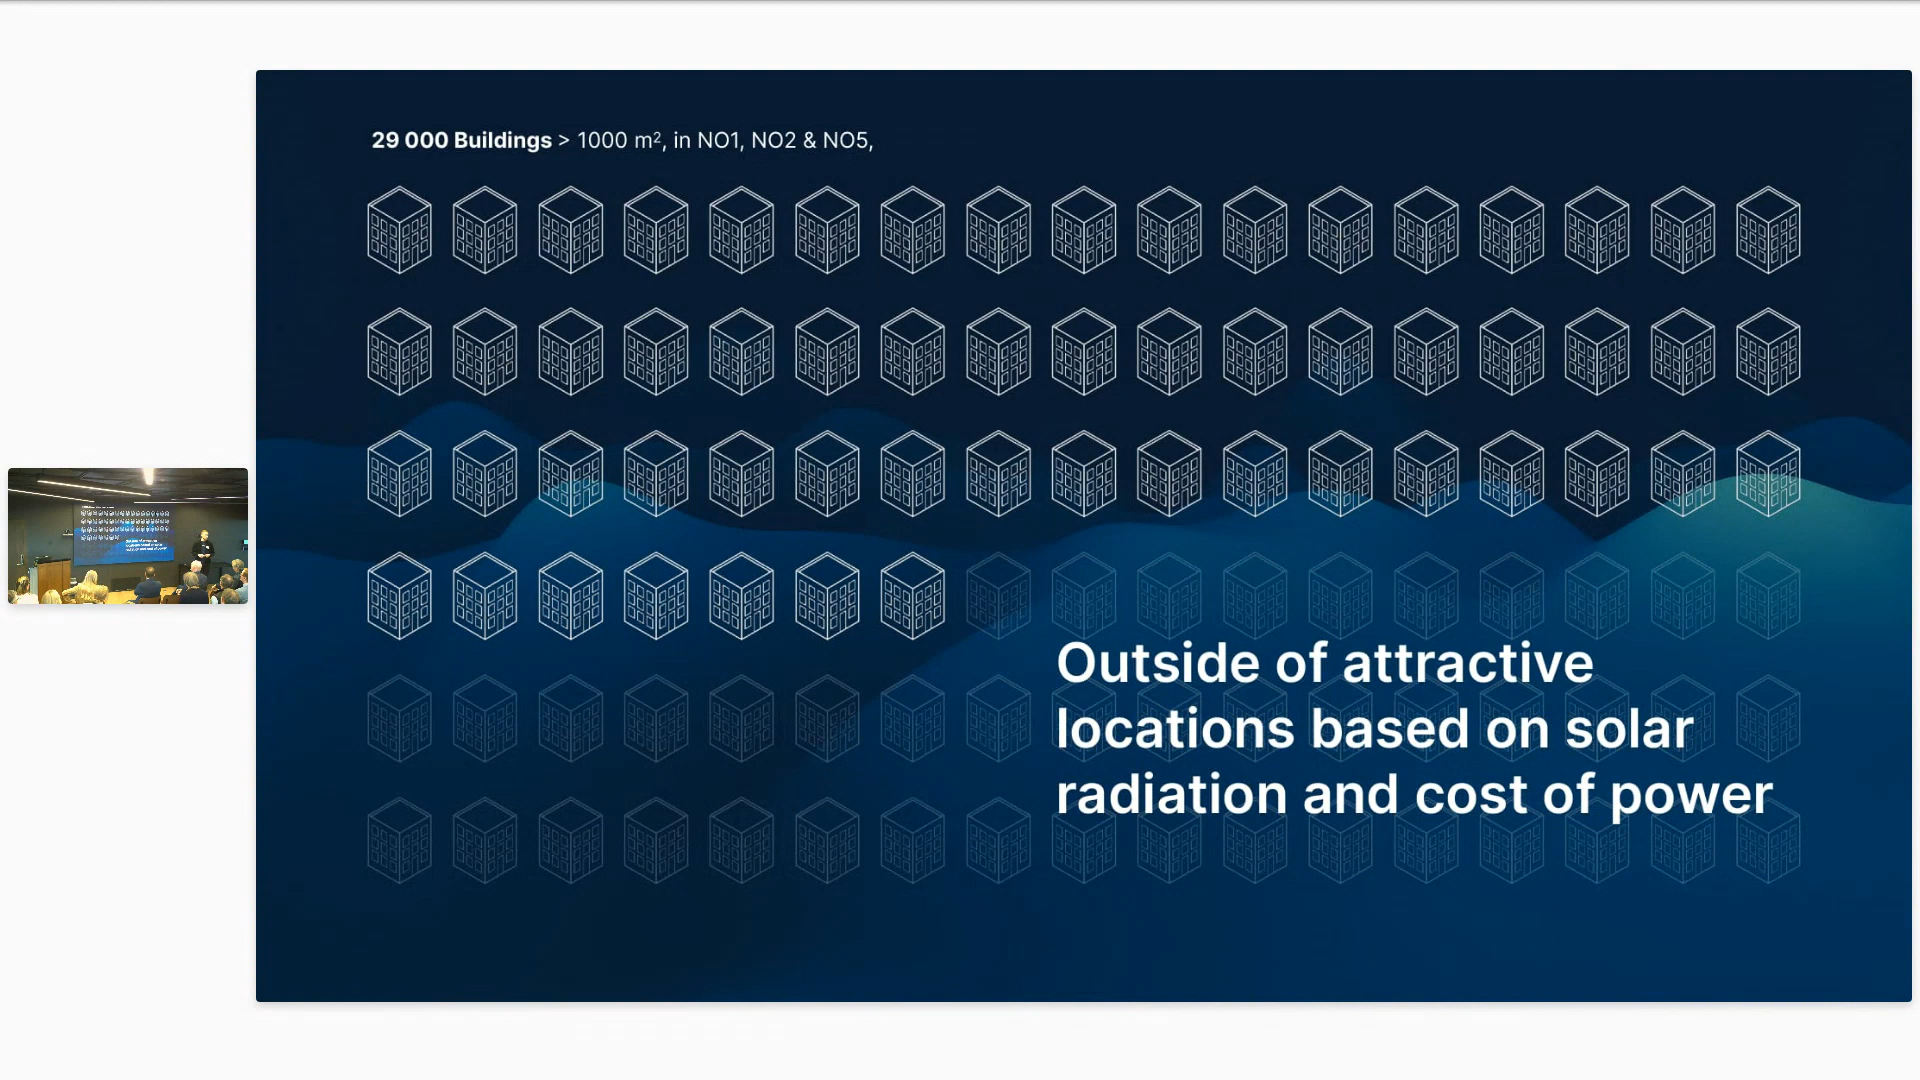 29 000 Buildings > 1000 m², in NO1, NO2 & NO5,
Outside of attractive
locations based on solar
radiation and cost of power